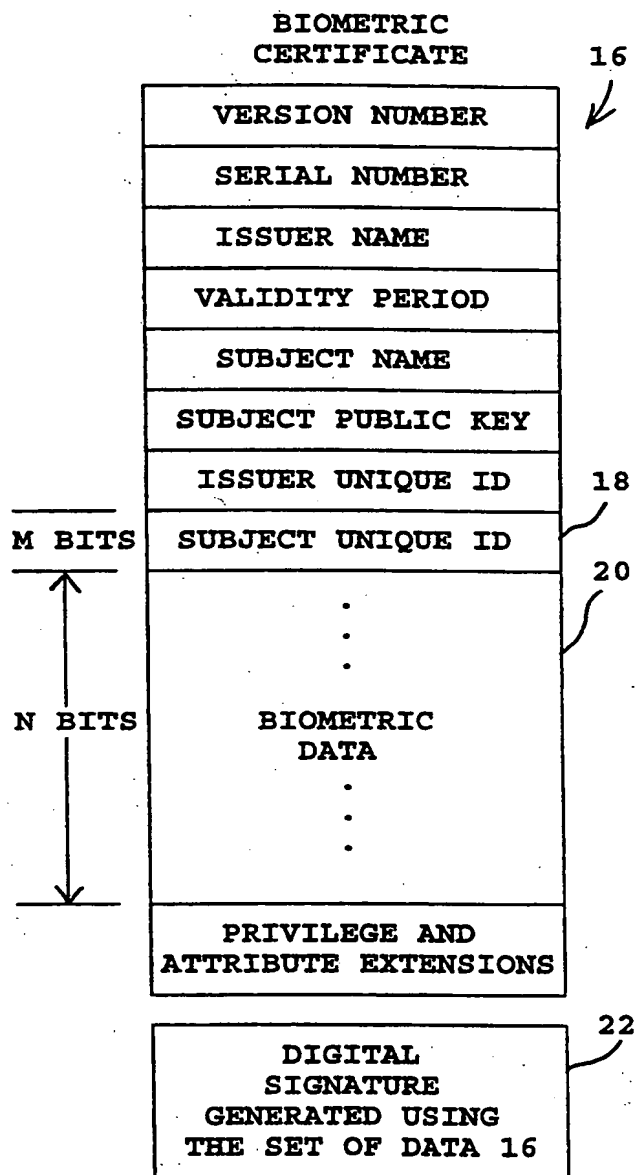 BIOMETRIC
CERTIFICATE
16
VERSION NUMBER
SERIAL NUMBER
ISSUER NAME
VALIDITY PERIOD
SUBJECT NAME
SUBJECT PUBLIC KEY
ISSUER UNIQUE ID
18
M BITS
SUBJECT UNIQUE ID
20
N BITS
BIOMETRIC
DATA
PRIVILEGE AND
ATTRIBUTE EXTENSIONS
22
DIGITAL
SIGNATURE
GENERATED USING
THE SET OF DATA 16